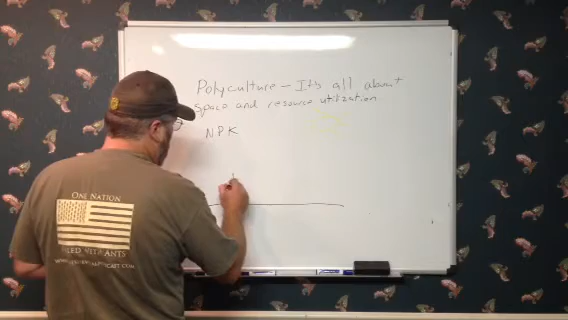 Polyculture - It's all about
space and resource utilization
NPK
ONE NATION